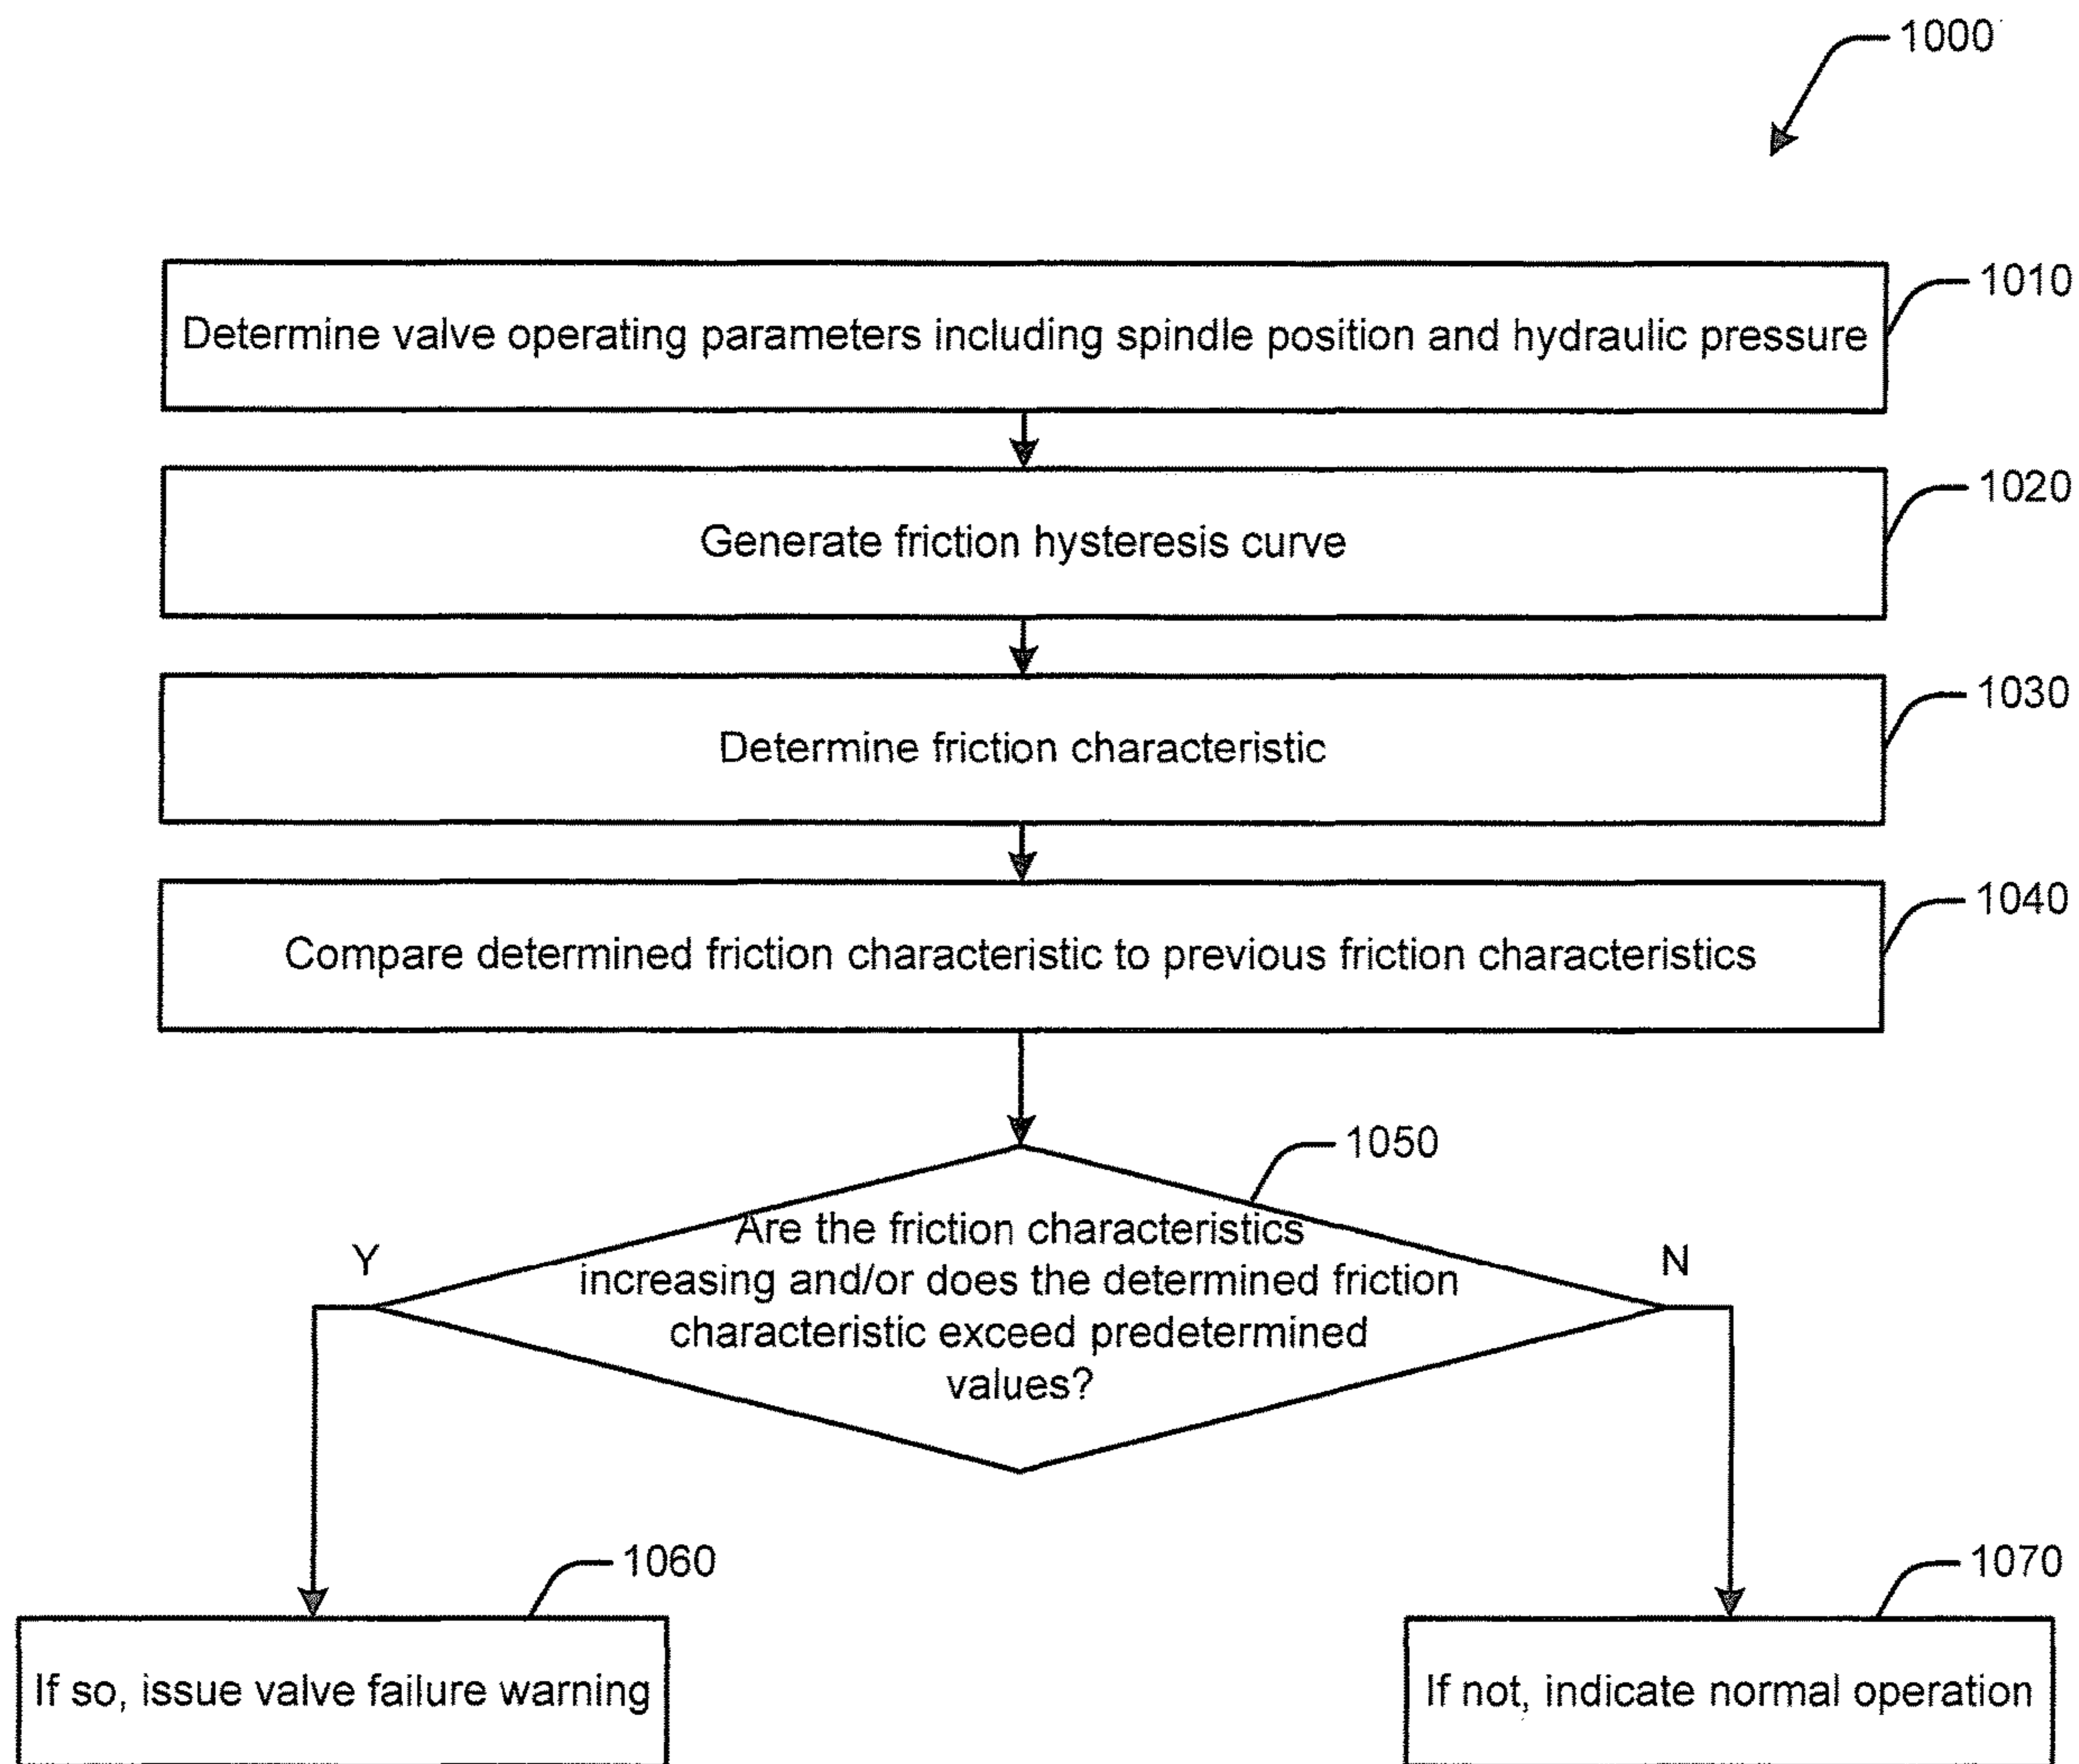 1000
Determine valve operating parameters including spindle position and hydraulic pressure
1010
Generate friction hysteresis curve
1020
Determine friction characteristic
1030
Compare determined friction characteristic to previous friction characteristics
1040
1050
Are the friction characteristics
increasing and/or does the determined friction
characteristic exceed predetermined
values?
Y
N
1060
If so, issue valve failure warning
1070
If not, indicate normal operation